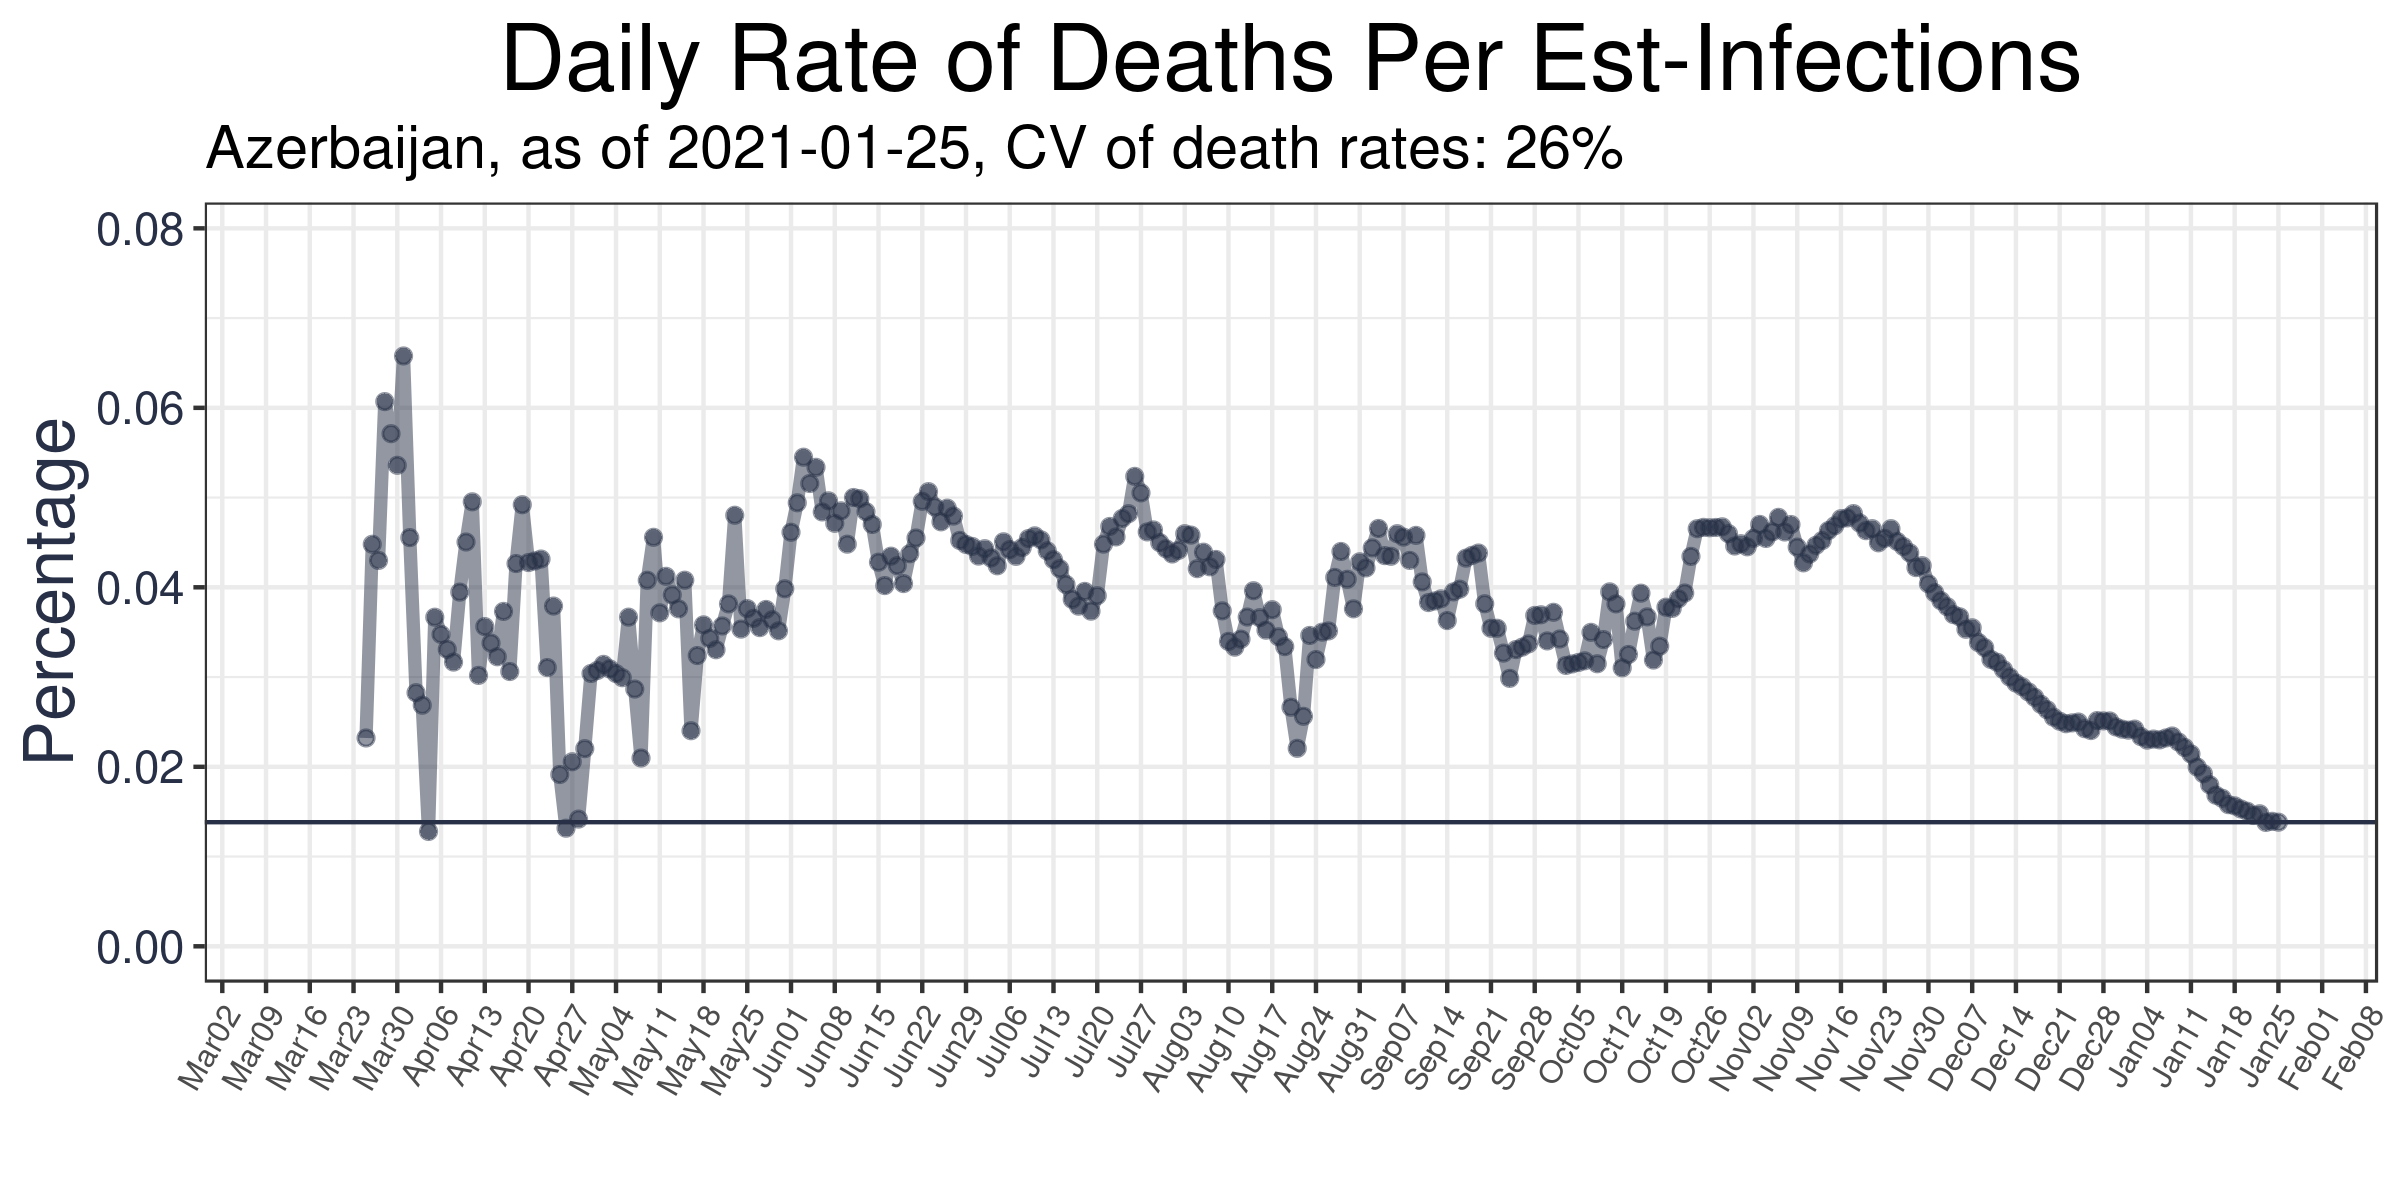 Daily Rate of Deaths Per Est-Infections
Azerbaijan, as of 2021-01-25, CV of death rates: 26%
Percentage
0.08
0.06
0.04
0.02
0.00
Mar02
Mar09
Mar16
Mar23
Mar30
Apr06
Apr13
Apr20
Apr27
May04
May11
May18
May25
Jun01
Jun08
Jun15
Jun22
Jun29
Jul06
Jul13
Jul20
Jul27
Aug03
Aug10
Aug17
Aug24
Aug31
Sep07
Sep14
Sep21
Sep28
Oct05
Oct12
Oct19
Oct26
Nov02
Nov09
Nov16
Nov23
Nov30
Dec07
Dec14
Dec21
Dec28
Jan04
Jan11
Jan18
Jan25
Feb01
Feb08